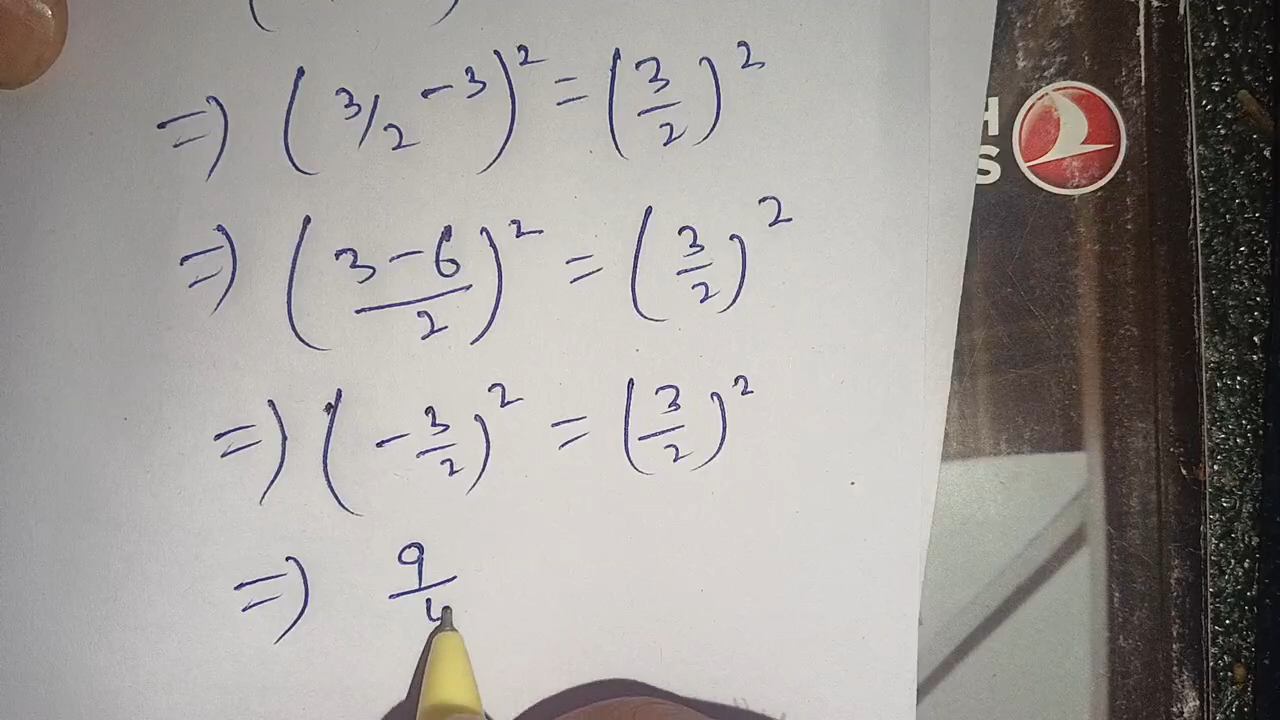 ⇒ (3/2 - 3)² = (3/2)²
⇒ ((3-6)/2)² = (3/2)²
⇒ (-3/2)² = (3/2)²
⇒ 9/4
H
S